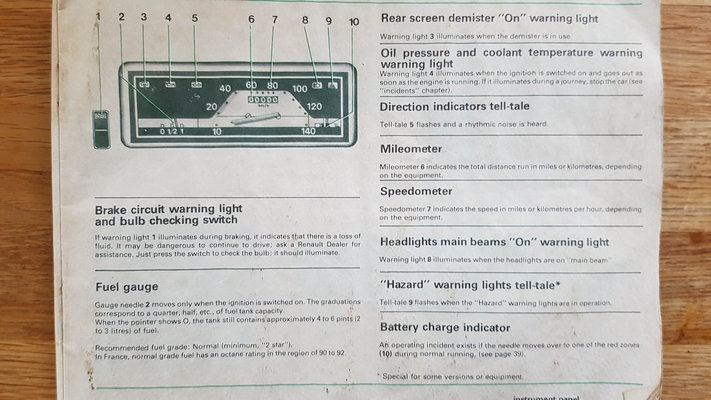 1 2 3 4 5 6 7 8 9 10
20 40 60 80 100 120
00000
0 1/2 1 10 140
Brake circuit warning light
and bulb checking switch
If warning light 1 illuminates during braking, it indicates that there is a loss of
fluid. It may be dangerous to continue to drive; ask a Renault Dealer for
assistance. Just press the switch to check the bulb; it should illuminate.
Fuel gauge
Gauge needle 2 moves only when the ignition is switched on. The graduations
correspond to a quarter, half, etc., of fuel tank capacity.
When the pointer shows O, the tank still contains approximately 4 to 6 pints (2
to 3 litres) of fuel.
Recommended fuel grade: Normal (minimum, "2 star").
In France, normal grade fuel has an octane rating in the region of 90 to 92.
Rear screen demister "On" warning light
Warning light 3 illuminates when the demister is in use.
Oil pressure and coolant temperature warning
warning light
Warning light 4 illuminates when the ignition is switched on and goes out as
soon as the engine is running. If it illuminates during a journey, stop the car (see
"incidents" chapter).
Direction indicators tell-tale
Tell-tale 5 flashes and a rhythmic noise is heard.
Mileometer
Mileometer 6 indicates the total distance run in miles or kilometres, depending
on the equipment.
Speedometer
Speedometer 7 indicates the speed in miles or kilometres per hour, depending
on the equipment.
Headlights main beams "On" warning light
Warning light 8 illuminates when the headlights are on "main beam"
"Hazard" warning lights tell-tale*
Tell-tale 9 flashes when the "Hazard" warning lights are in operation.
Battery charge indicator
An operating incident exists if the needle moves over to one of the red zones
(10) during normal running, (see page 39).
* Special for some versions or equipment.
instrument panel